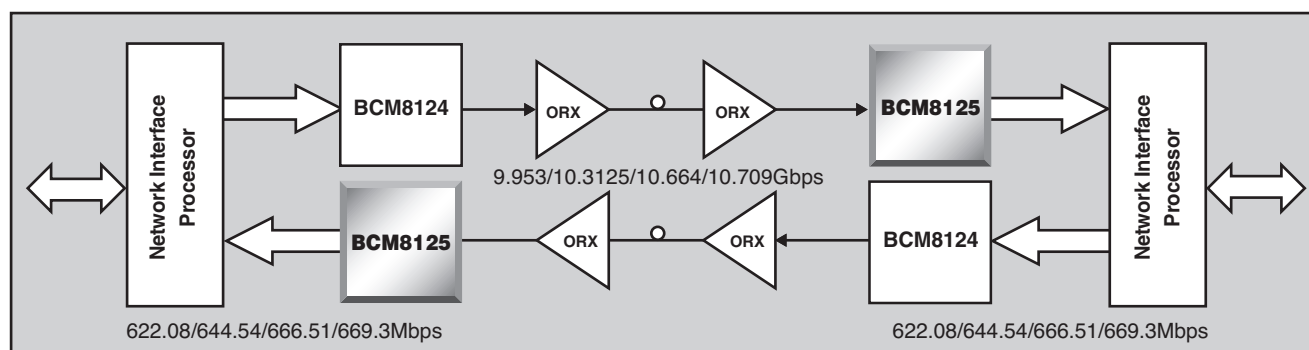 Network Interface
Processor
BCM8124
ORX
ORX
BCM8125
Network Interface
Processor
9.953/10.3125/10.664/10.709Gbps
BCM8125
ORX
ORX
BCM8124
622.08/644.54/666.51/669.3Mbps
622.08/644.54/666.51/669.3Mbps